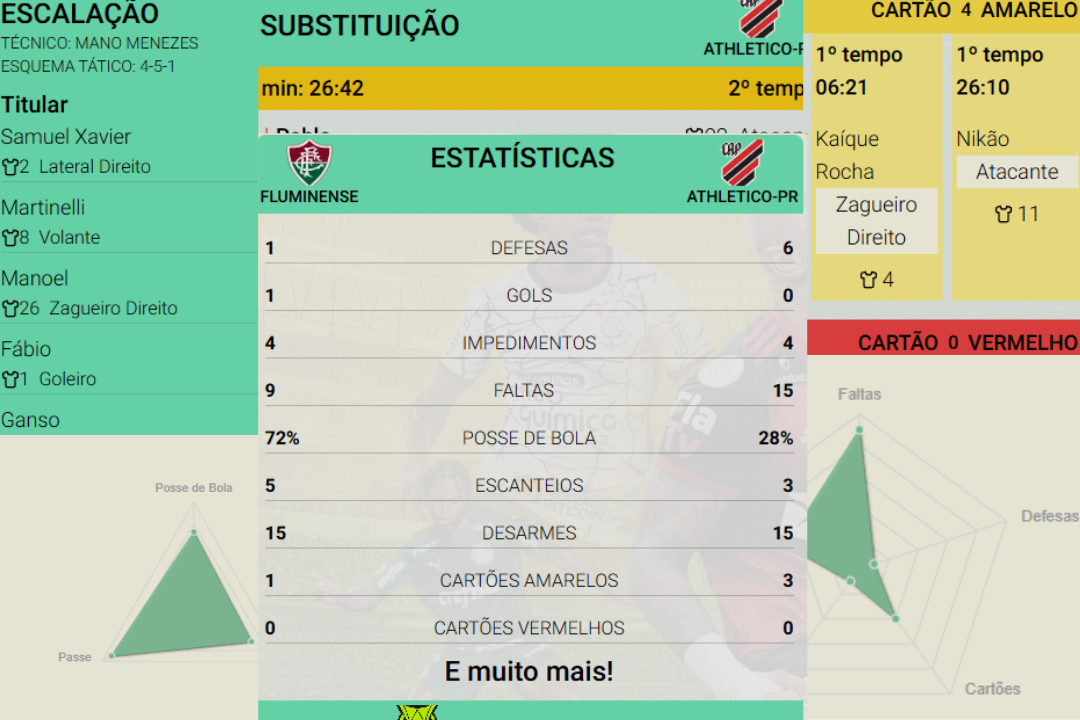 ESCALAÇÃO
TÉCNICO: MANO MENEZES
ESQUEMA TÁTICO: 4-5-1
Titular
Samuel Xavier
2 Lateral Direito
Martinelli
8 Volante
Manoel
26 Zagueiro Direito
Fábio
1 Goleiro
Ganso
Posse de Bola
Passe
SUBSTITUIÇÃO
CAP
ATHLETICO-P
min: 26:42
2º temp
Pablo
92 Atacan
ESTATÍSTICAS
CAP
FLUMINENSE
ATHLETICO-PR
1 DEFESAS 6
1 GOLS 0
4 IMPEDIMENTOS 4
9 FALTAS 15
72% POSSE DE BOLA 28%
5 ESCANTEIOS 3
15 DESARMES 15
1 CARTÕES AMARELOS 3
0 CARTÕES VERMELHOS 0
E muito mais!
CARTÃO 4 AMARELO
1º tempo
06:21
Kaíque
Rocha
Zagueiro
Direito
4
1º tempo
26:10
Nikão
Atacante
11
CARTÃO 0 VERMELHO
Faltas
Defesas
Cartões